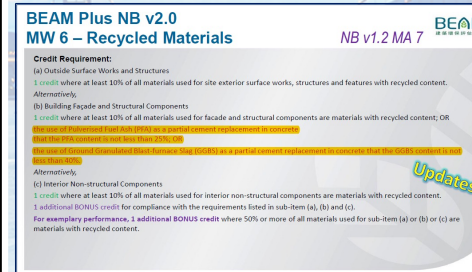 BEAM Plus NB v2.0
MW 6 – Recycled Materials
NB v1.2 MA 7
BEA
Credit Requirement:
(a) Outside Surface Works and Structures
1 credit where at least 10% of all materials used for site exterior surface works, structures and features with recycled content.
Alternatively,
(b) Building Façade and Structural Components
1 credit where at least 10% of all materials used for facade and structural components are materials with recycled content; OR
the use of Pulverised Fuel Ash (PFA) as a partial cement replacement in concrete
that the PFA content is not less than 25%; OR
the use of Ground Granulated Blast-furnace Slag (GGBS) as a partial cement replacement in concrete that the GGBS content is not
less than 40%.
Updates
Alternatively,
(c) Interior Non-structural Components
1 credit where at least 10% of all materials used for interior non-structural components are materials with recycled content.
1 additional BONUS credit for compliance with the requirements listed in sub-item (a), (b) and (c).
For exemplary performance, 1 additional BONUS credit where 50% or more of all materials used for sub-item (a) or (b) or (c) are
materials with recycled content.